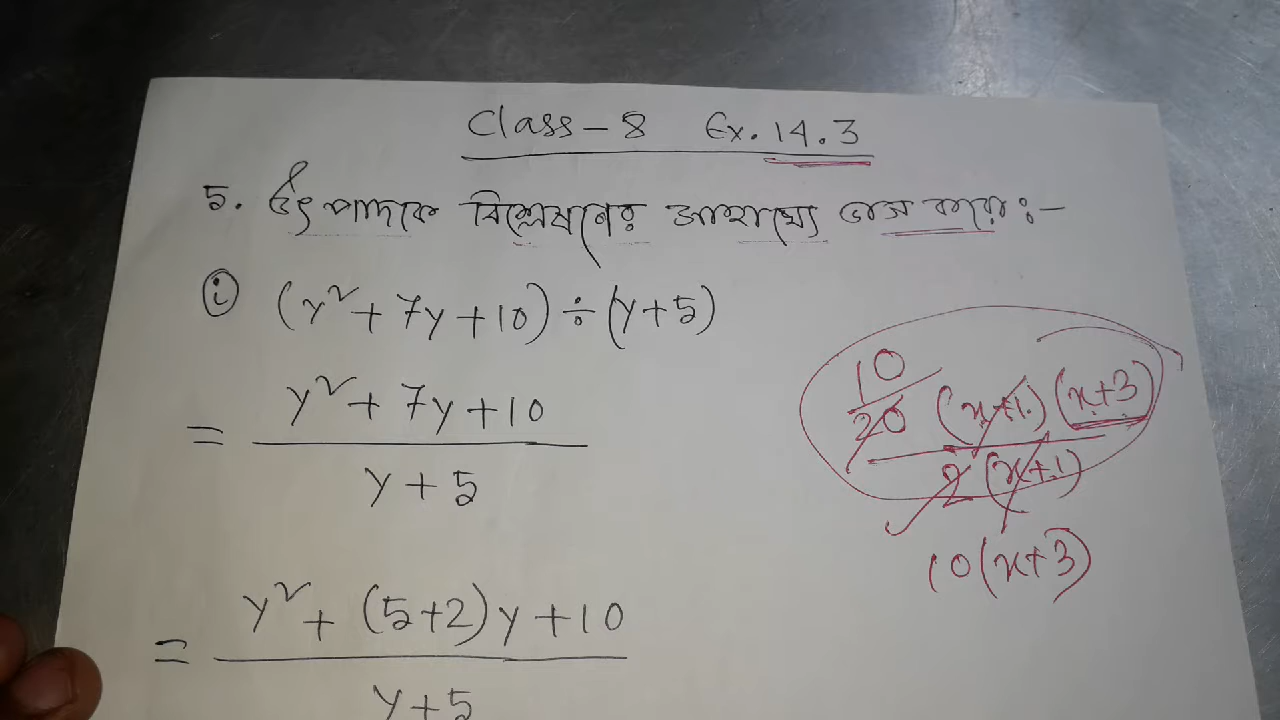 Class - 8 Ex. 14.3
5. উৎপাদকে বিশ্লেষণের সাহায্যে ভাগ করো :-
(i) (y² + 7y + 10) ÷ (y + 5)
= y² + 7y + 10
y + 5
= y² + (5+2)y + 10
y + 5
10
20 (x+1) (x+3)
2 (x+1)
10(x+3)